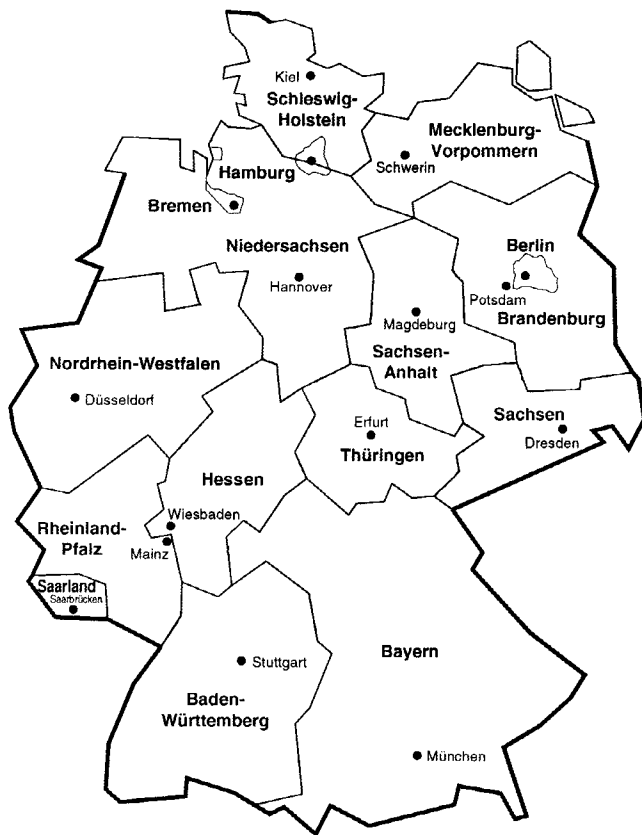 Kiel
Schleswig-
Holstein
Mecklenburg-
Vorpommern
Schwerin
Hamburg
Bremen
Niedersachsen
Hannover
Berlin
Potsdam
Brandenburg
Magdeburg
Sachsen-
Anhalt
Nordrhein-Westfalen
Düsseldorf
Erfurt
Thüringen
Sachsen
Dresden
Hessen
Wiesbaden
Rheinland-
Pfalz
Mainz
Saarland
Saarbrücken
Bayern
Stuttgart
Baden-
Württemberg
München